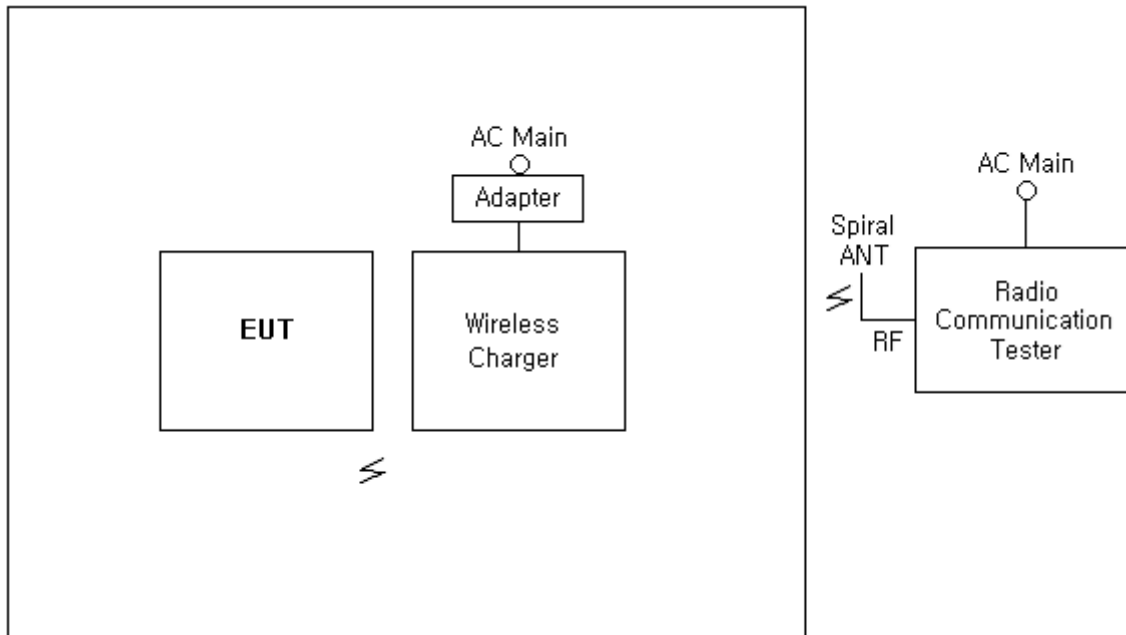 AC Main
Adapter
EUT
Wireless
Charger
AC Main
Spiral
ANT
RF
Radio
Communication
Tester